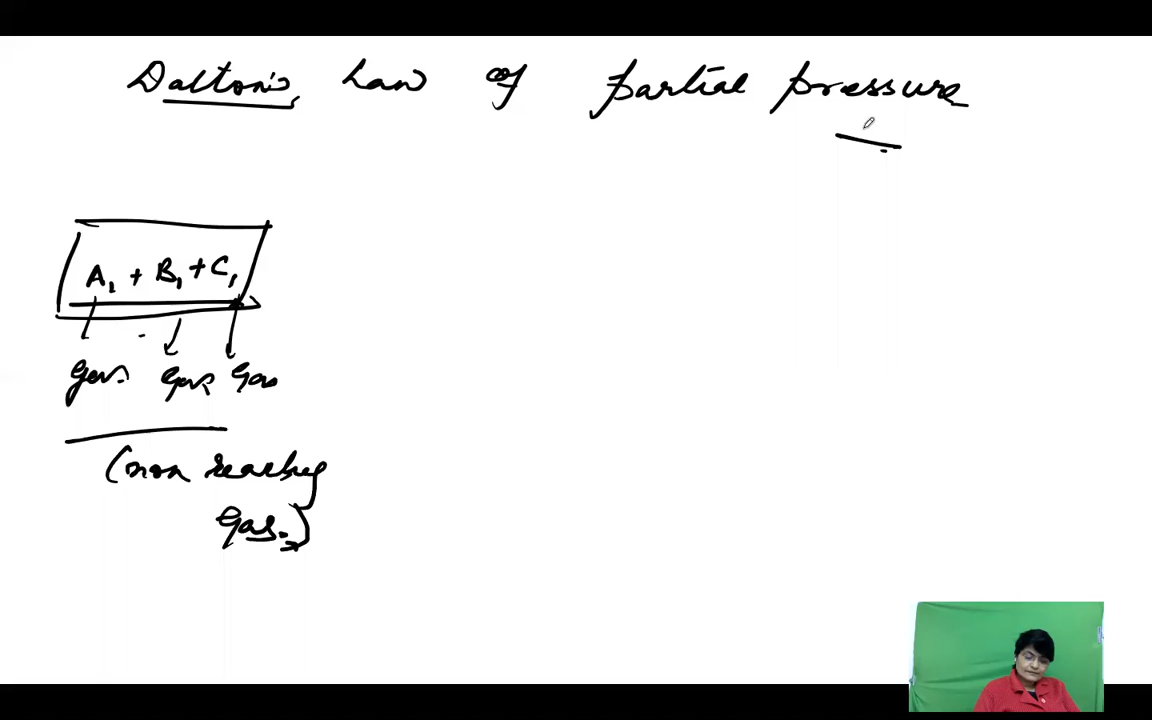 Dalton's Law of partial pressure
A₁ + B₁ + C₁
gas gas gas
(non reacting
gas.)